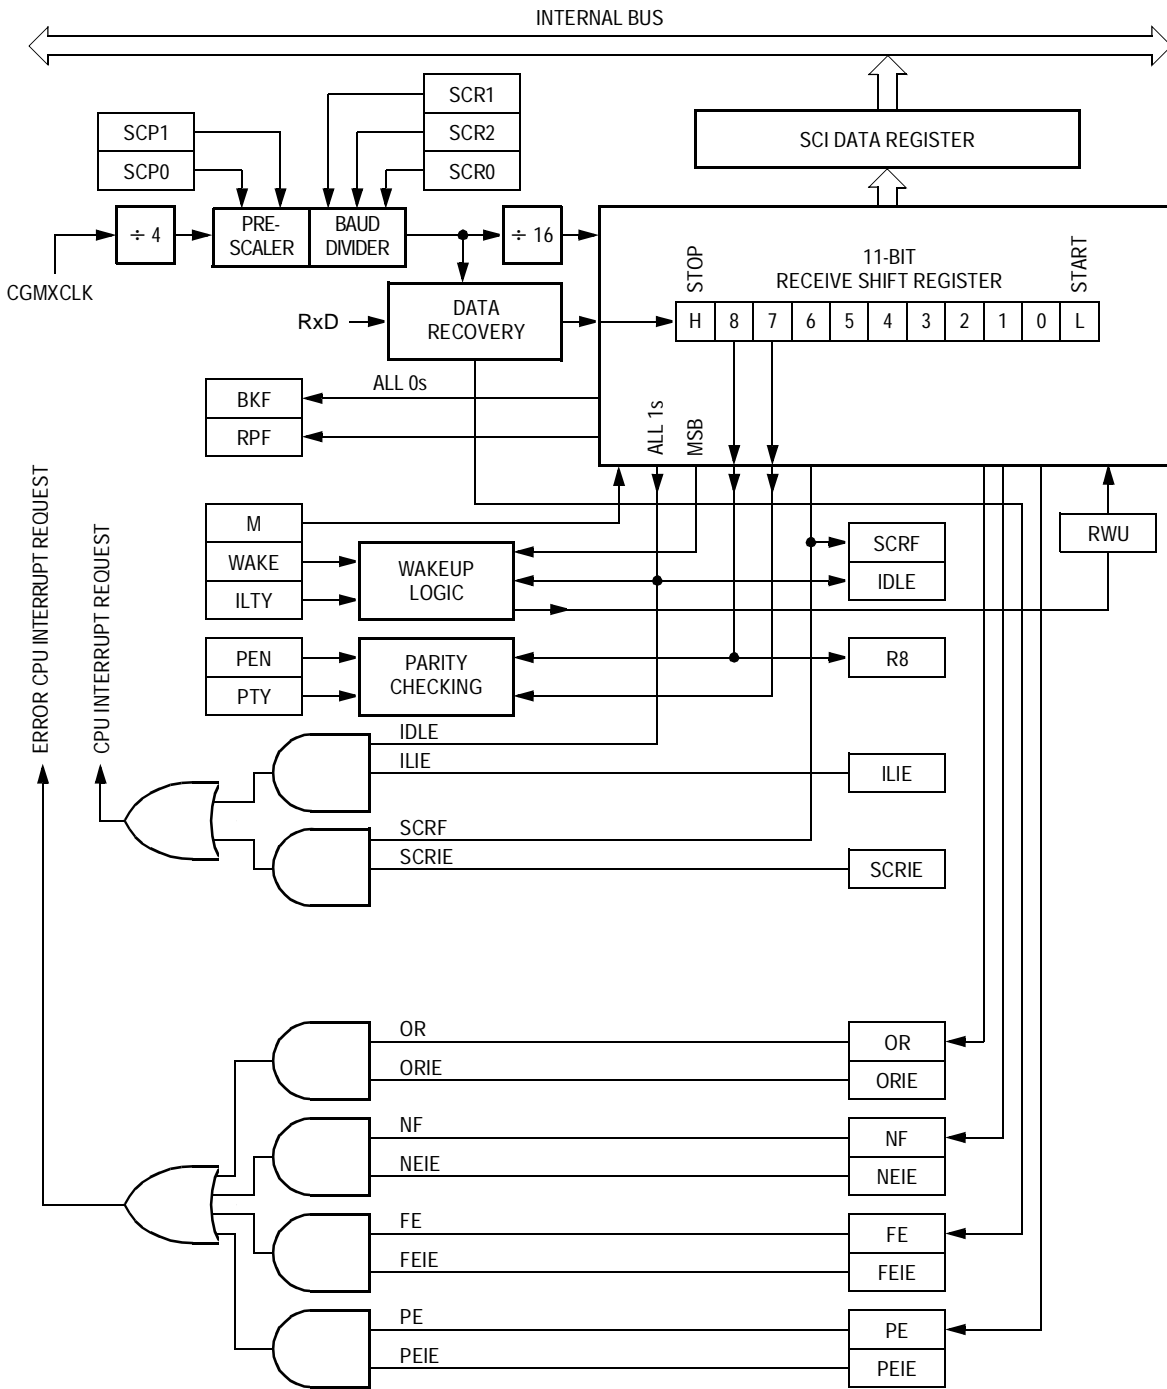 INTERNAL BUS
SCR1
SCP1
SCR2
SCI DATA REGISTER
SCP0
SCR0
÷ 4
PRE-
SCALER
BAUD
DIVIDER
÷ 16
STOP
11-BIT
RECEIVE SHIFT REGISTER
START
CGMXCLK
RxD
DATA
RECOVERY
H 8 7 6 5 4 3 2 1 0 L
ALL 0s
BKF
RPF
ALL 1s
MSB
ERROR CPU INTERRUPT REQUEST
CPU INTERRUPT REQUEST
M
WAKE
ILTY
WAKEUP
LOGIC
SCRF
IDLE
RWU
PEN
PTY
PARITY
CHECKING
R8
IDLE
ILIE
ILIE
SCRF
SCRIE
SCRIE
OR
OR
ORIE
ORIE
NF
NF
NEIE
NEIE
FE
FE
FEIE
FEIE
PE
PE
PEIE
PEIE